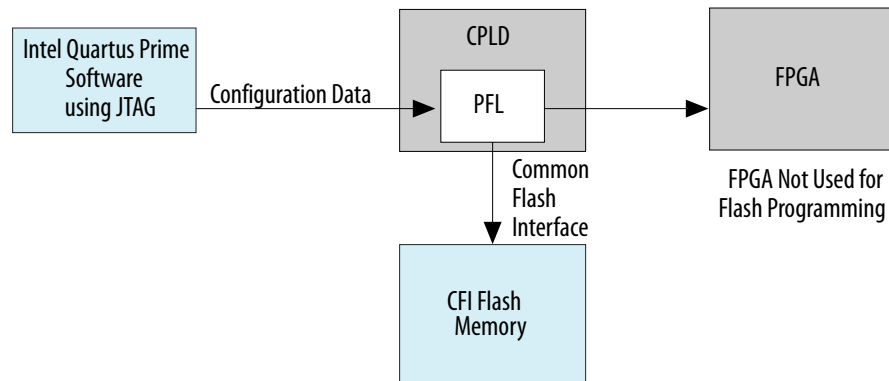 Intel Quartus Prime
Software
using JTAG
Configuration Data
CPLD
PFL
FPGA
FPGA Not Used for
Flash Programming
Common
Flash
Interface
CFI Flash
Memory